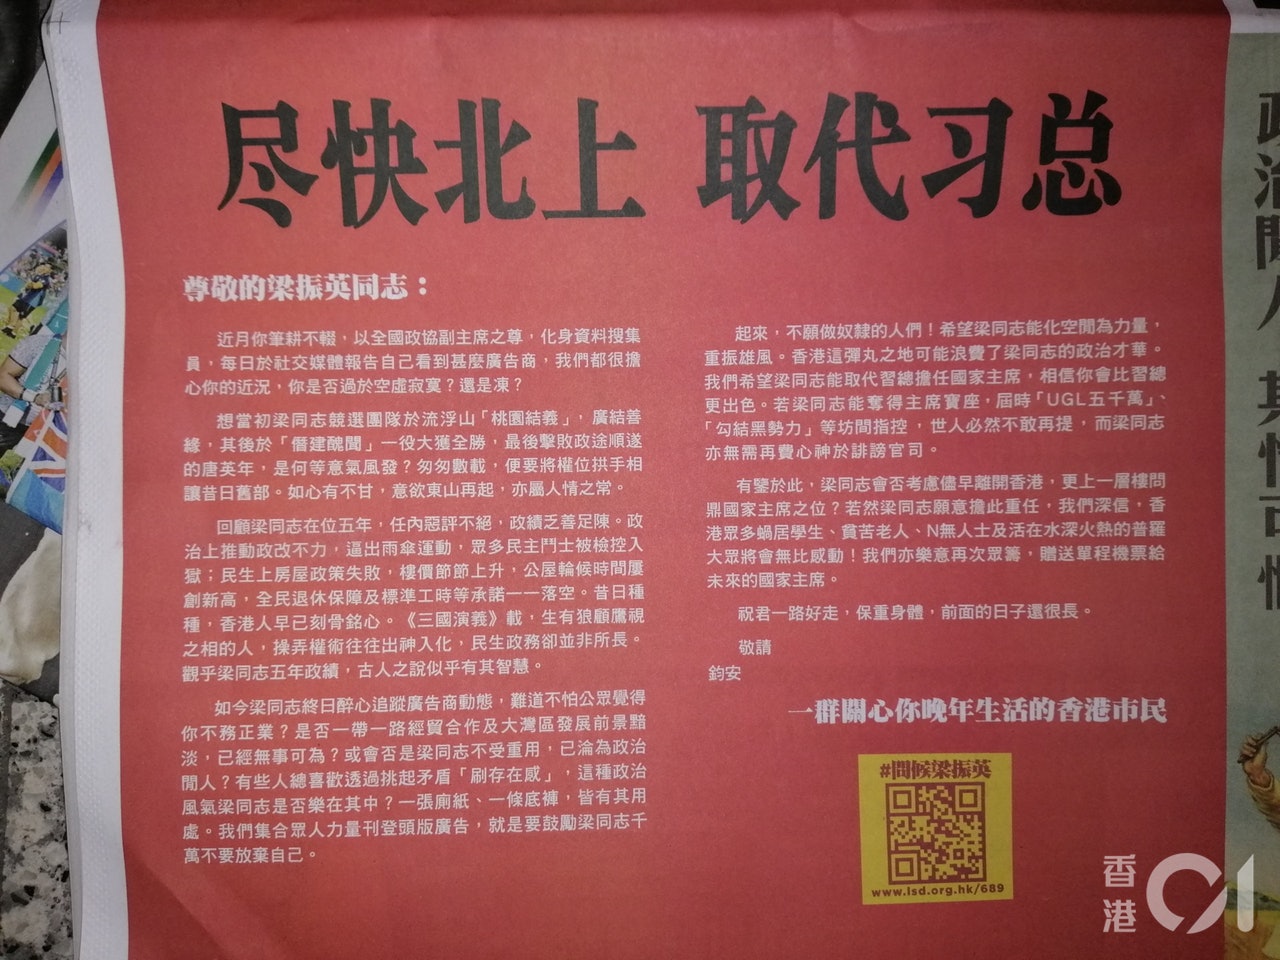 尽快北上 取代习总
尊敬的梁振英同志：
近月你筆耕不輟，以全國政協副主席之尊，化身資料搜集
員，每日於社交媒體報告自己看到甚麼廣告商，我們都很擔
心你的近況，你是否過於空虛寂寞？還是凍？
想當初梁同志競選團隊於流浮山「桃園結義」，廣結善
緣，其後於「僭建醜聞」一役大獲全勝，最後擊敗政途順遂
的唐英年，是何等意氣風發？匆匆數載，便要將權位拱手相
讓昔日舊部。如心有不甘，意欲東山再起，亦屬人情之常。
回顧梁同志在位五年，任內惡評不絕，政績乏善足陳。政
治上推動政改不力，逼出雨傘運動，眾多民主鬥士被檢控入
獄；民生上房屋政策失敗，樓價節節上升，公屋輪候時間屢
創新高，全民退休保障及標準工時等承諾一一落空。昔日種
種，香港人早已刻骨銘心。《三國演義》載，生有狼顧鷹視
之相的人，操弄權術往往出神入化，民生政務卻並非所長。
觀乎梁同志五年政績，古人之說似乎有其智慧。
如今梁同志終日醉心追蹤廣告商動態，難道不怕公眾覺得
你不務正業？是否一帶一路經貿合作及大灣區發展前景黯
淡，已經無事可為？或會否是梁同志不受重用，已淪為政治
閒人？有些人總喜歡透過挑起矛盾「刷存在感」，這種政治
風氣梁同志是否樂在其中？一張廁紙、一條底褲，皆有其用
處。我們集合眾人力量刊登頭版廣告，就是要鼓勵梁同志千
萬不要放棄自己。
起來，不願做奴隸的人們！希望梁同志能化空閒為力量，
重振雄風。香港這彈丸之地可能浪費了梁同志的政治才華。
我們希望梁同志能取代習總擔任國家主席，相信你會比習總
更出色。若梁同志能奪得主席寶座，屆時「UGL五千萬」、
「勾結黑勢力」等坊間指控，世人必然不敢再提，而梁同志
亦無需再費心神於誹謗官司。
有鑒於此，梁同志會否考慮儘早離開香港，更上一層樓問
鼎國家主席之位？若然梁同志願意擔此重任，我們深信，香
港眾多蝸居學生、貧苦老人、N無人士及活在水深火熱的普羅
大眾將會無比感動！我們亦樂意再次眾籌，贈送單程機票給
未來的國家主席。
祝君一路好走，保重身體，前面的日子還很長。
敬請
鈞安
一群關心你晚年生活的香港市民
#問候梁振英
www.lsd.org.hk/689
政治閒人 其情可憫
香港01